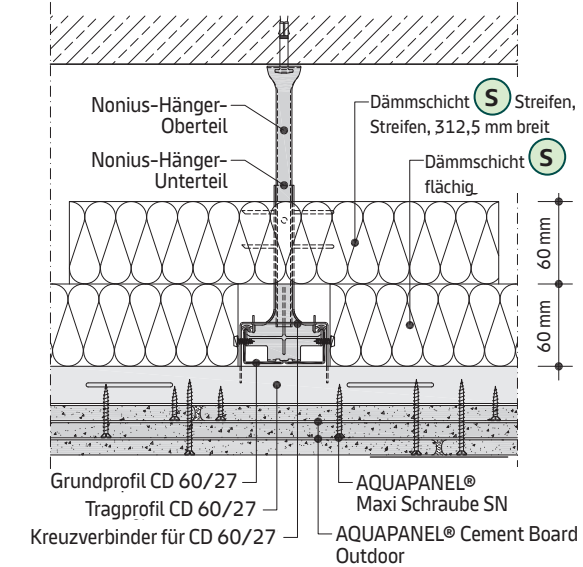 Nonius-Hänger-
Oberteil
Nonius-Hänger-
Unterteil
Dämmschicht S Streifen,
Streifen, 312,5 mm breit
Dämmschicht S
flächig
60 mm
60 mm
Grundprofil CD 60/27
Tragprofil CD 60/27
Kreuzverbinder für CD 60/27
AQUAPANEL®
Maxi Schraube SN
AQUAPANEL® Cement Board
Outdoor